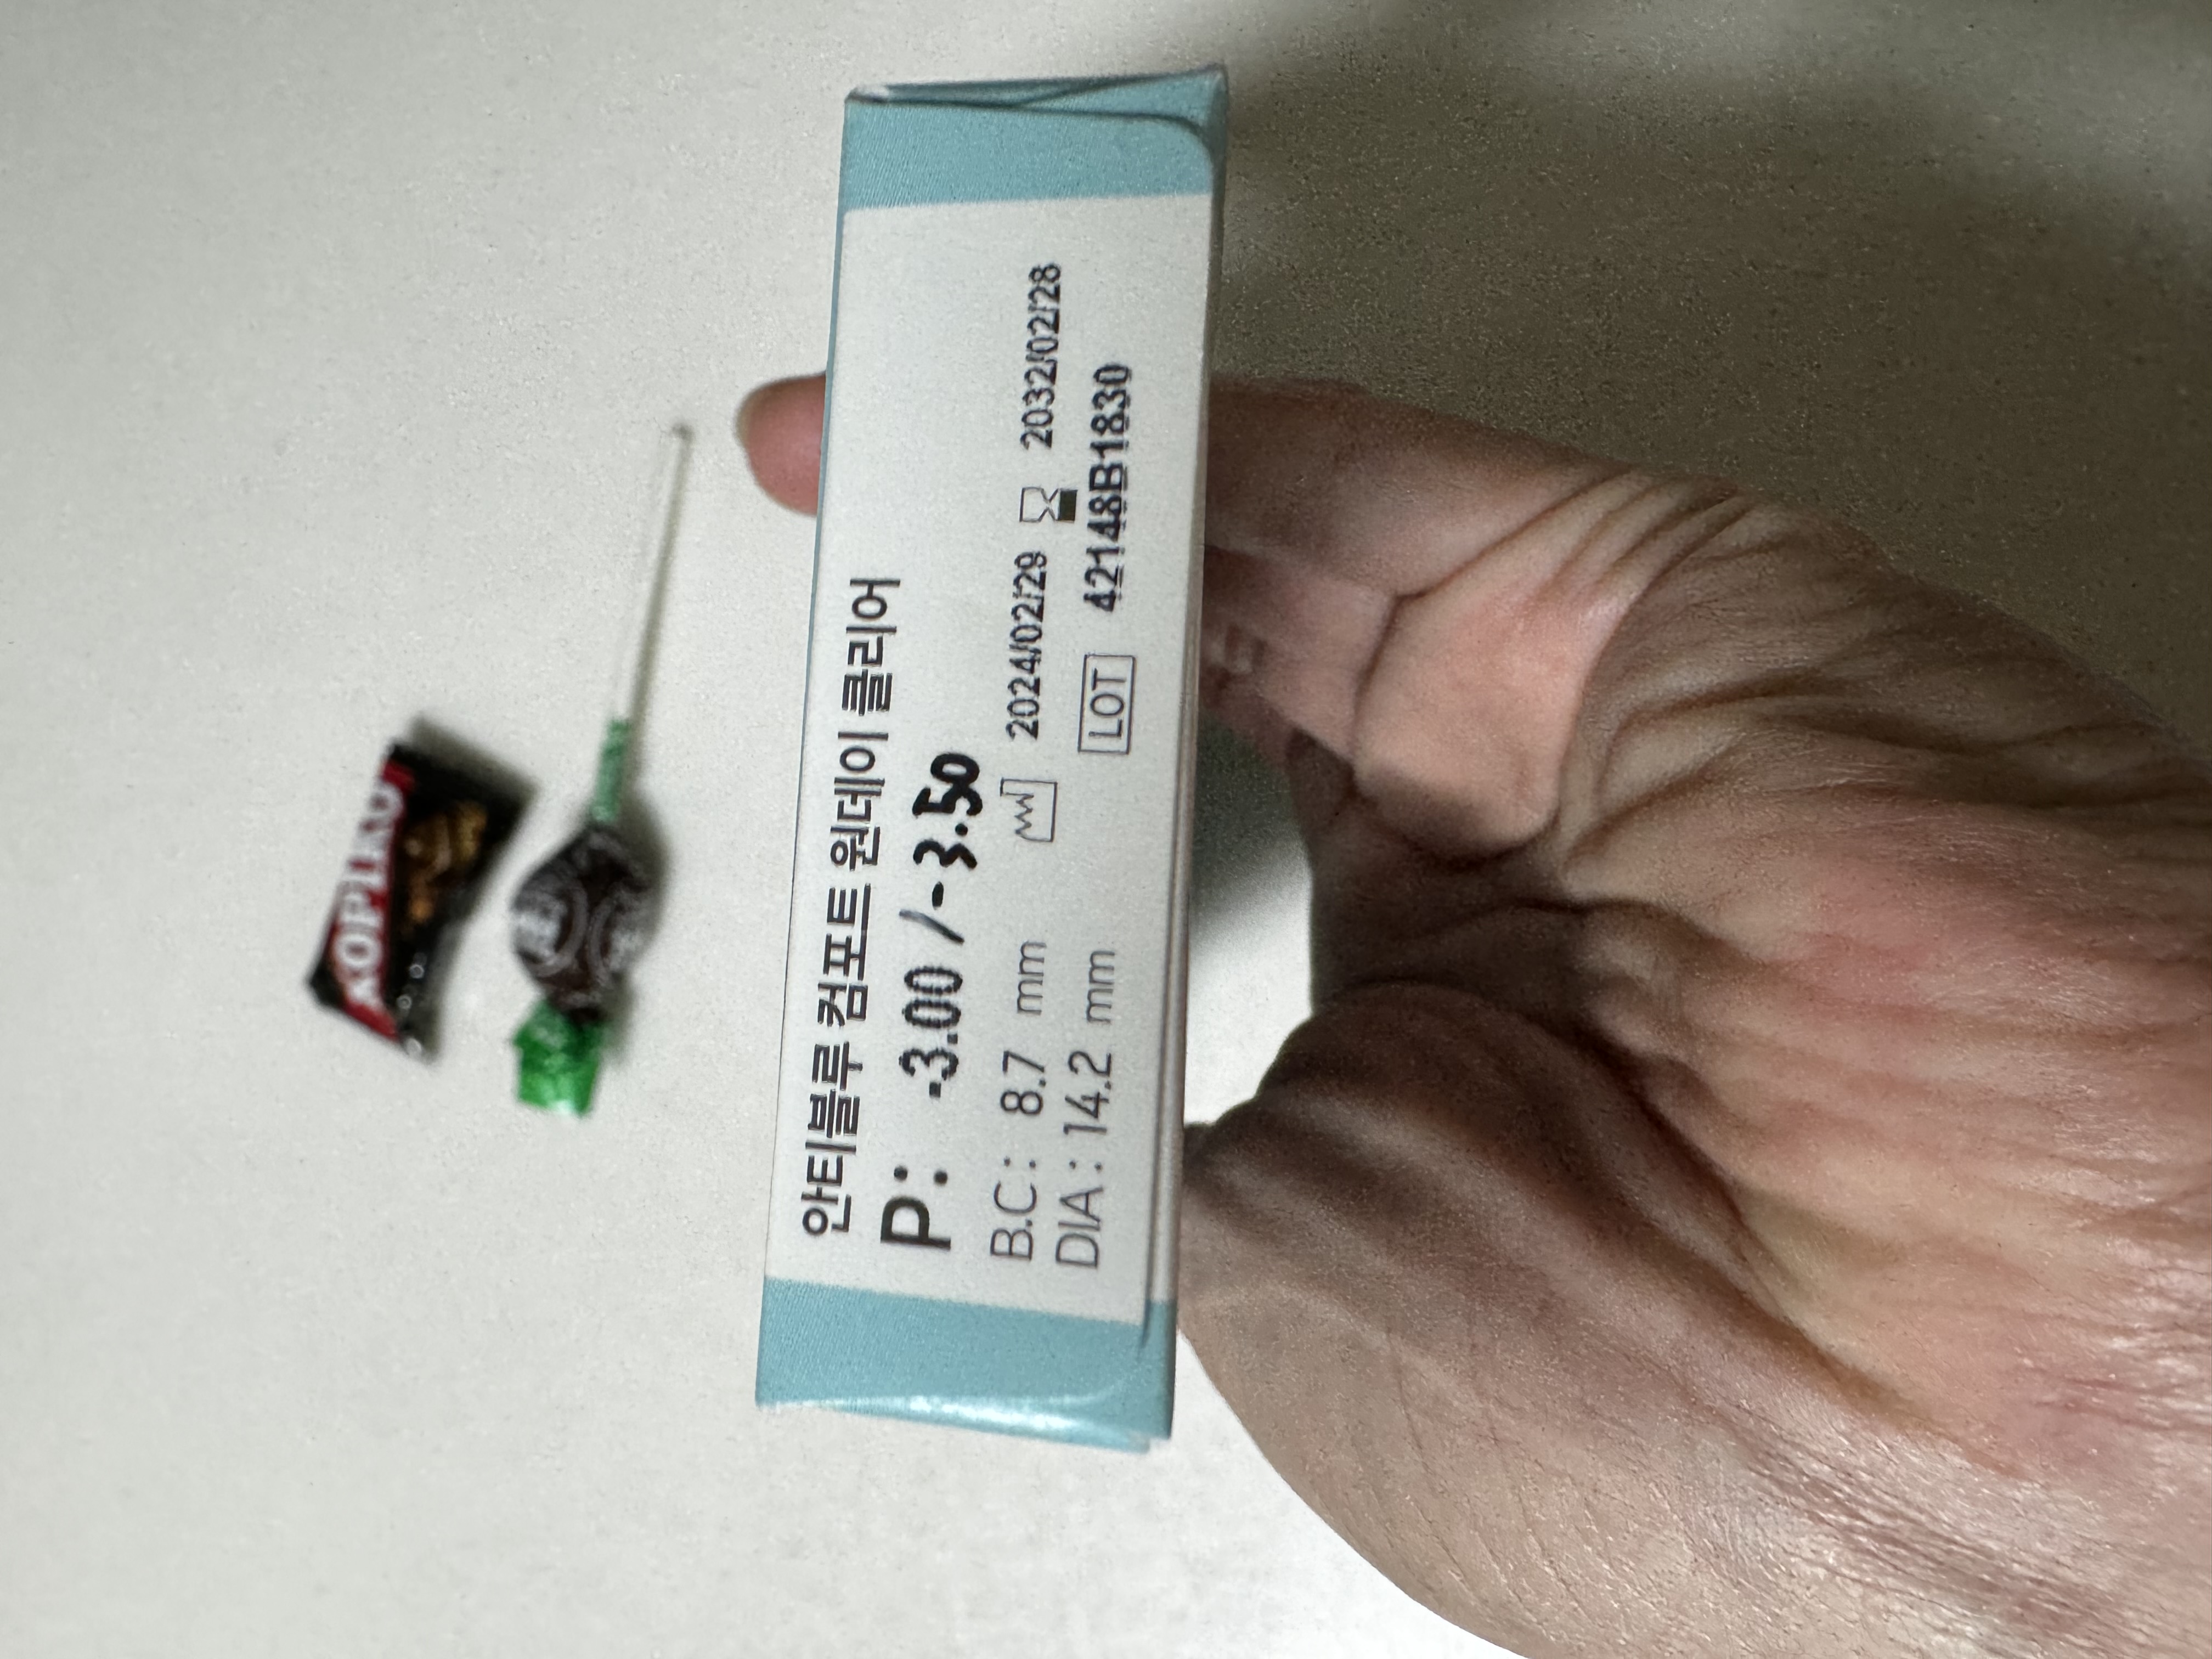 안티블루 컴포트 원데이 클리어
P: -3.00 /-3.50
B.C : 8.7 mm 2024/02/29 2032/02/28
DIA : 14.2 mm LOT 42148B1830
KOPIKO